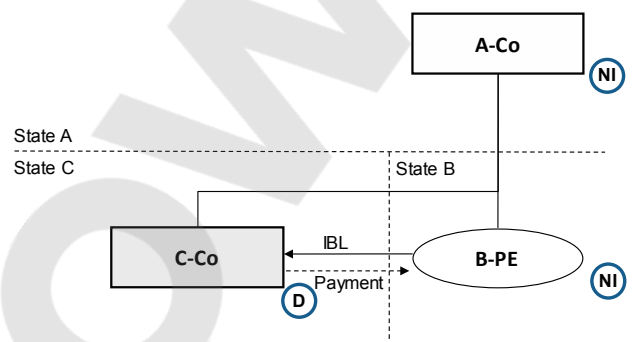 A-Co
NI
State A
State C
State B
C-Co
IBL
B-PE
Payment
D
NI